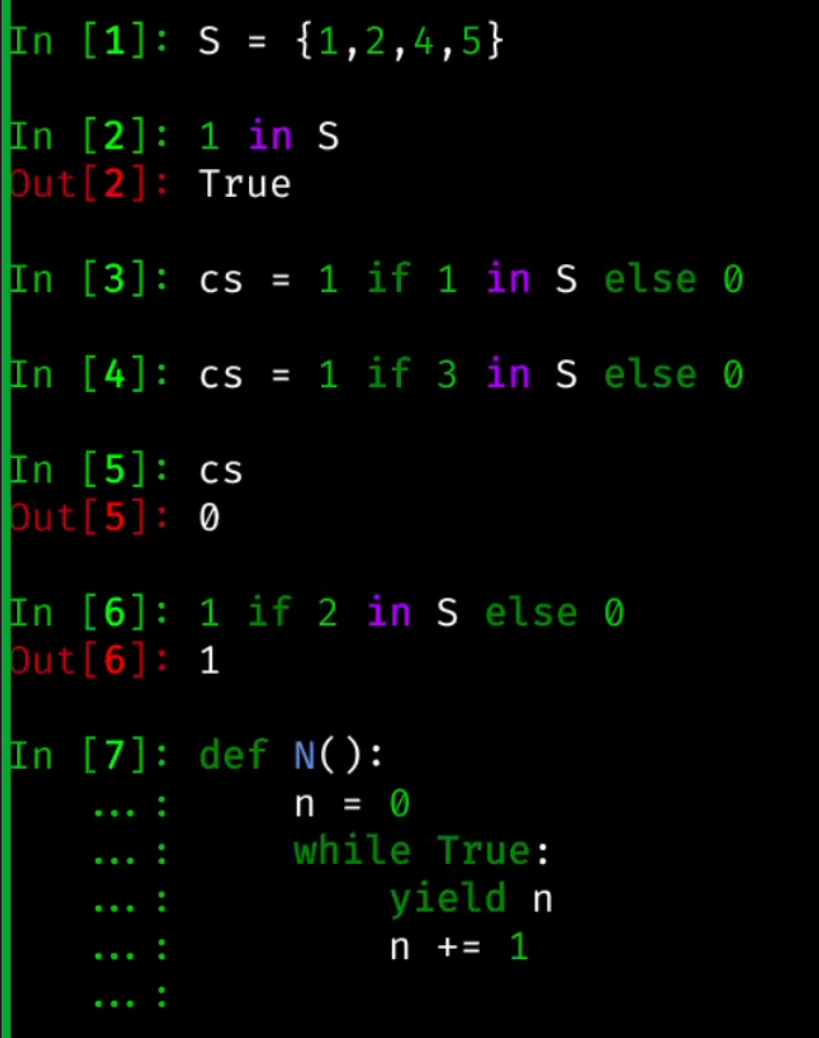 In [1]: S = {1,2,4,5}
In [2]: 1 in S
Out[2]: True
In [3]: cs = 1 if 1 in S else 0
In [4]: cs = 1 if 3 in S else 0
In [5]: cs
Out[5]: 0
In [6]: 1 if 2 in S else 0
Out[6]: 1
In [7]: def N():
...:     n = 0
...:     while True:
...:         yield n
...:         n += 1
...: